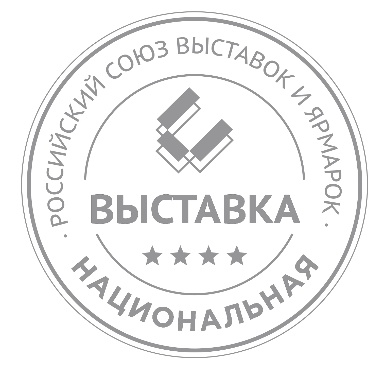 · РОССИЙСКИЙ СОЮЗ ВЫСТАВОК И ЯРМАРОК ·
ВЫСТАВКА
НАЦИОНАЛЬНАЯ